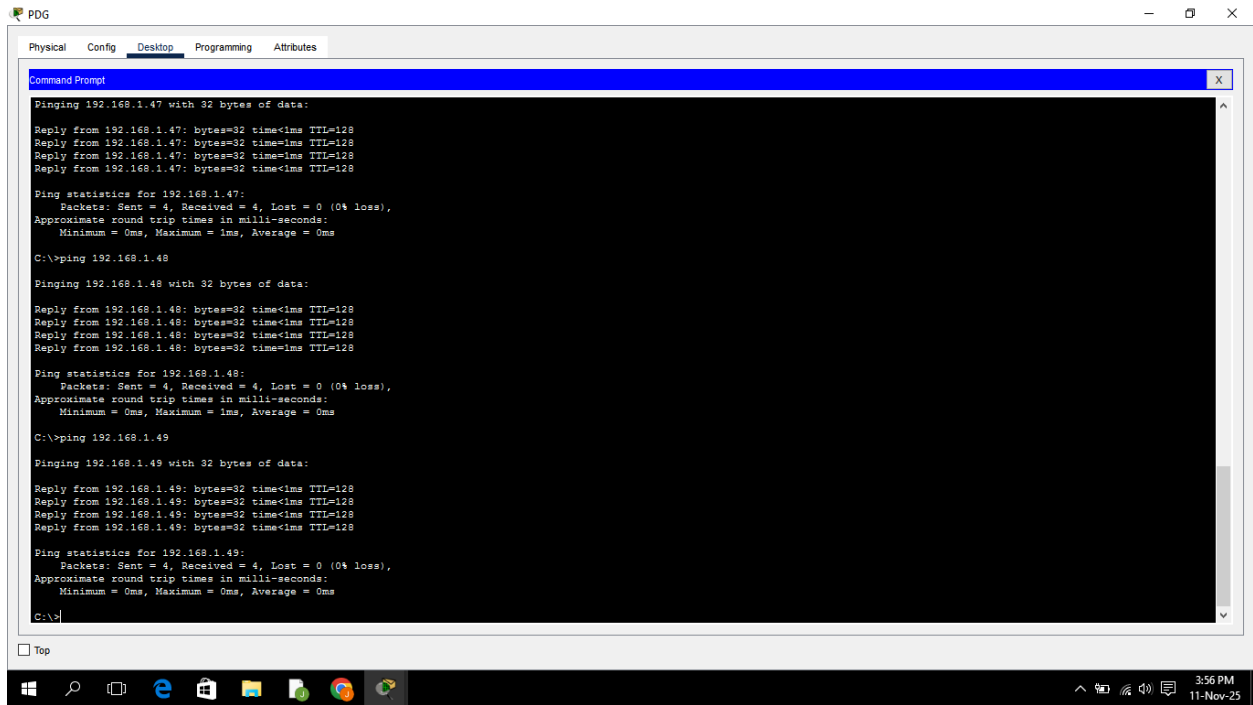 PDG
Physical Config Desktop Programming Attributes
Command Prompt
X
Pinging 192.168.1.47 with 32 bytes of data:
Reply from 192.168.1.47: bytes=32 time<1ms TTL=128
Reply from 192.168.1.47: bytes=32 time=1ms TTL=128
Reply from 192.168.1.47: bytes=32 time=1ms TTL=128
Reply from 192.168.1.47: bytes=32 time<1ms TTL=128
Ping statistics for 192.168.1.47:
Packets: Sent = 4, Received = 4, Lost = 0 (0% loss),
Approximate round trip times in milli-seconds:
Minimum = 0ms, Maximum = 1ms, Average = 0ms
C:\>ping 192.168.1.48
Pinging 192.168.1.48 with 32 bytes of data:
Reply from 192.168.1.48: bytes=32 time<1ms TTL=128
Reply from 192.168.1.48: bytes=32 time<1ms TTL=128
Reply from 192.168.1.48: bytes=32 time<1ms TTL=128
Reply from 192.168.1.48: bytes=32 time=1ms TTL=128
Ping statistics for 192.168.1.48:
Packets: Sent = 4, Received = 4, Lost = 0 (0% loss),
Approximate round trip times in milli-seconds:
Minimum = 0ms, Maximum = 1ms, Average = 0ms
C:\>ping 192.168.1.49
Pinging 192.168.1.49 with 32 bytes of data:
Reply from 192.168.1.49: bytes=32 time<1ms TTL=128
Reply from 192.168.1.49: bytes=32 time<1ms TTL=128
Reply from 192.168.1.49: bytes=32 time<1ms TTL=128
Reply from 192.168.1.49: bytes=32 time<1ms TTL=128
Ping statistics for 192.168.1.49:
Packets: Sent = 4, Received = 4, Lost = 0 (0% loss),
Approximate round trip times in milli-seconds:
Minimum = 0ms, Maximum = 0ms, Average = 0ms
C:\>
Top
3:56 PM
11-Nov-25